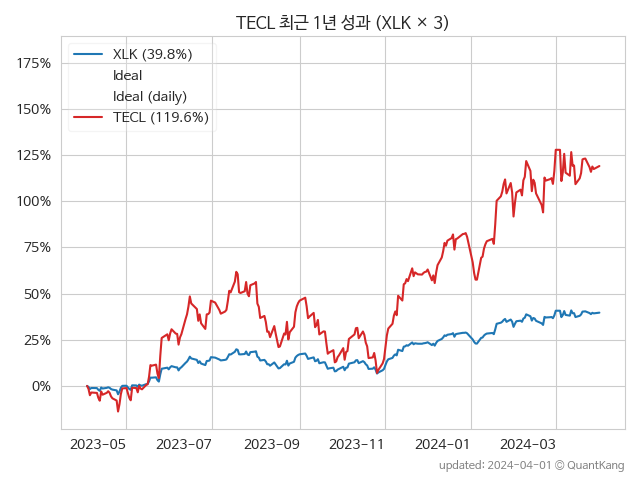 TECL 최근 1년 성과 (XLK × 3)
XLK (39.8%)
Ideal
Ideal (daily)
TECL (119.6%)
175%
150%
125%
100%
75%
50%
25%
0%
2023-05 2023-07 2023-09 2023-11 2024-01 2024-03
updated: 2024-04-01 © QuantKang